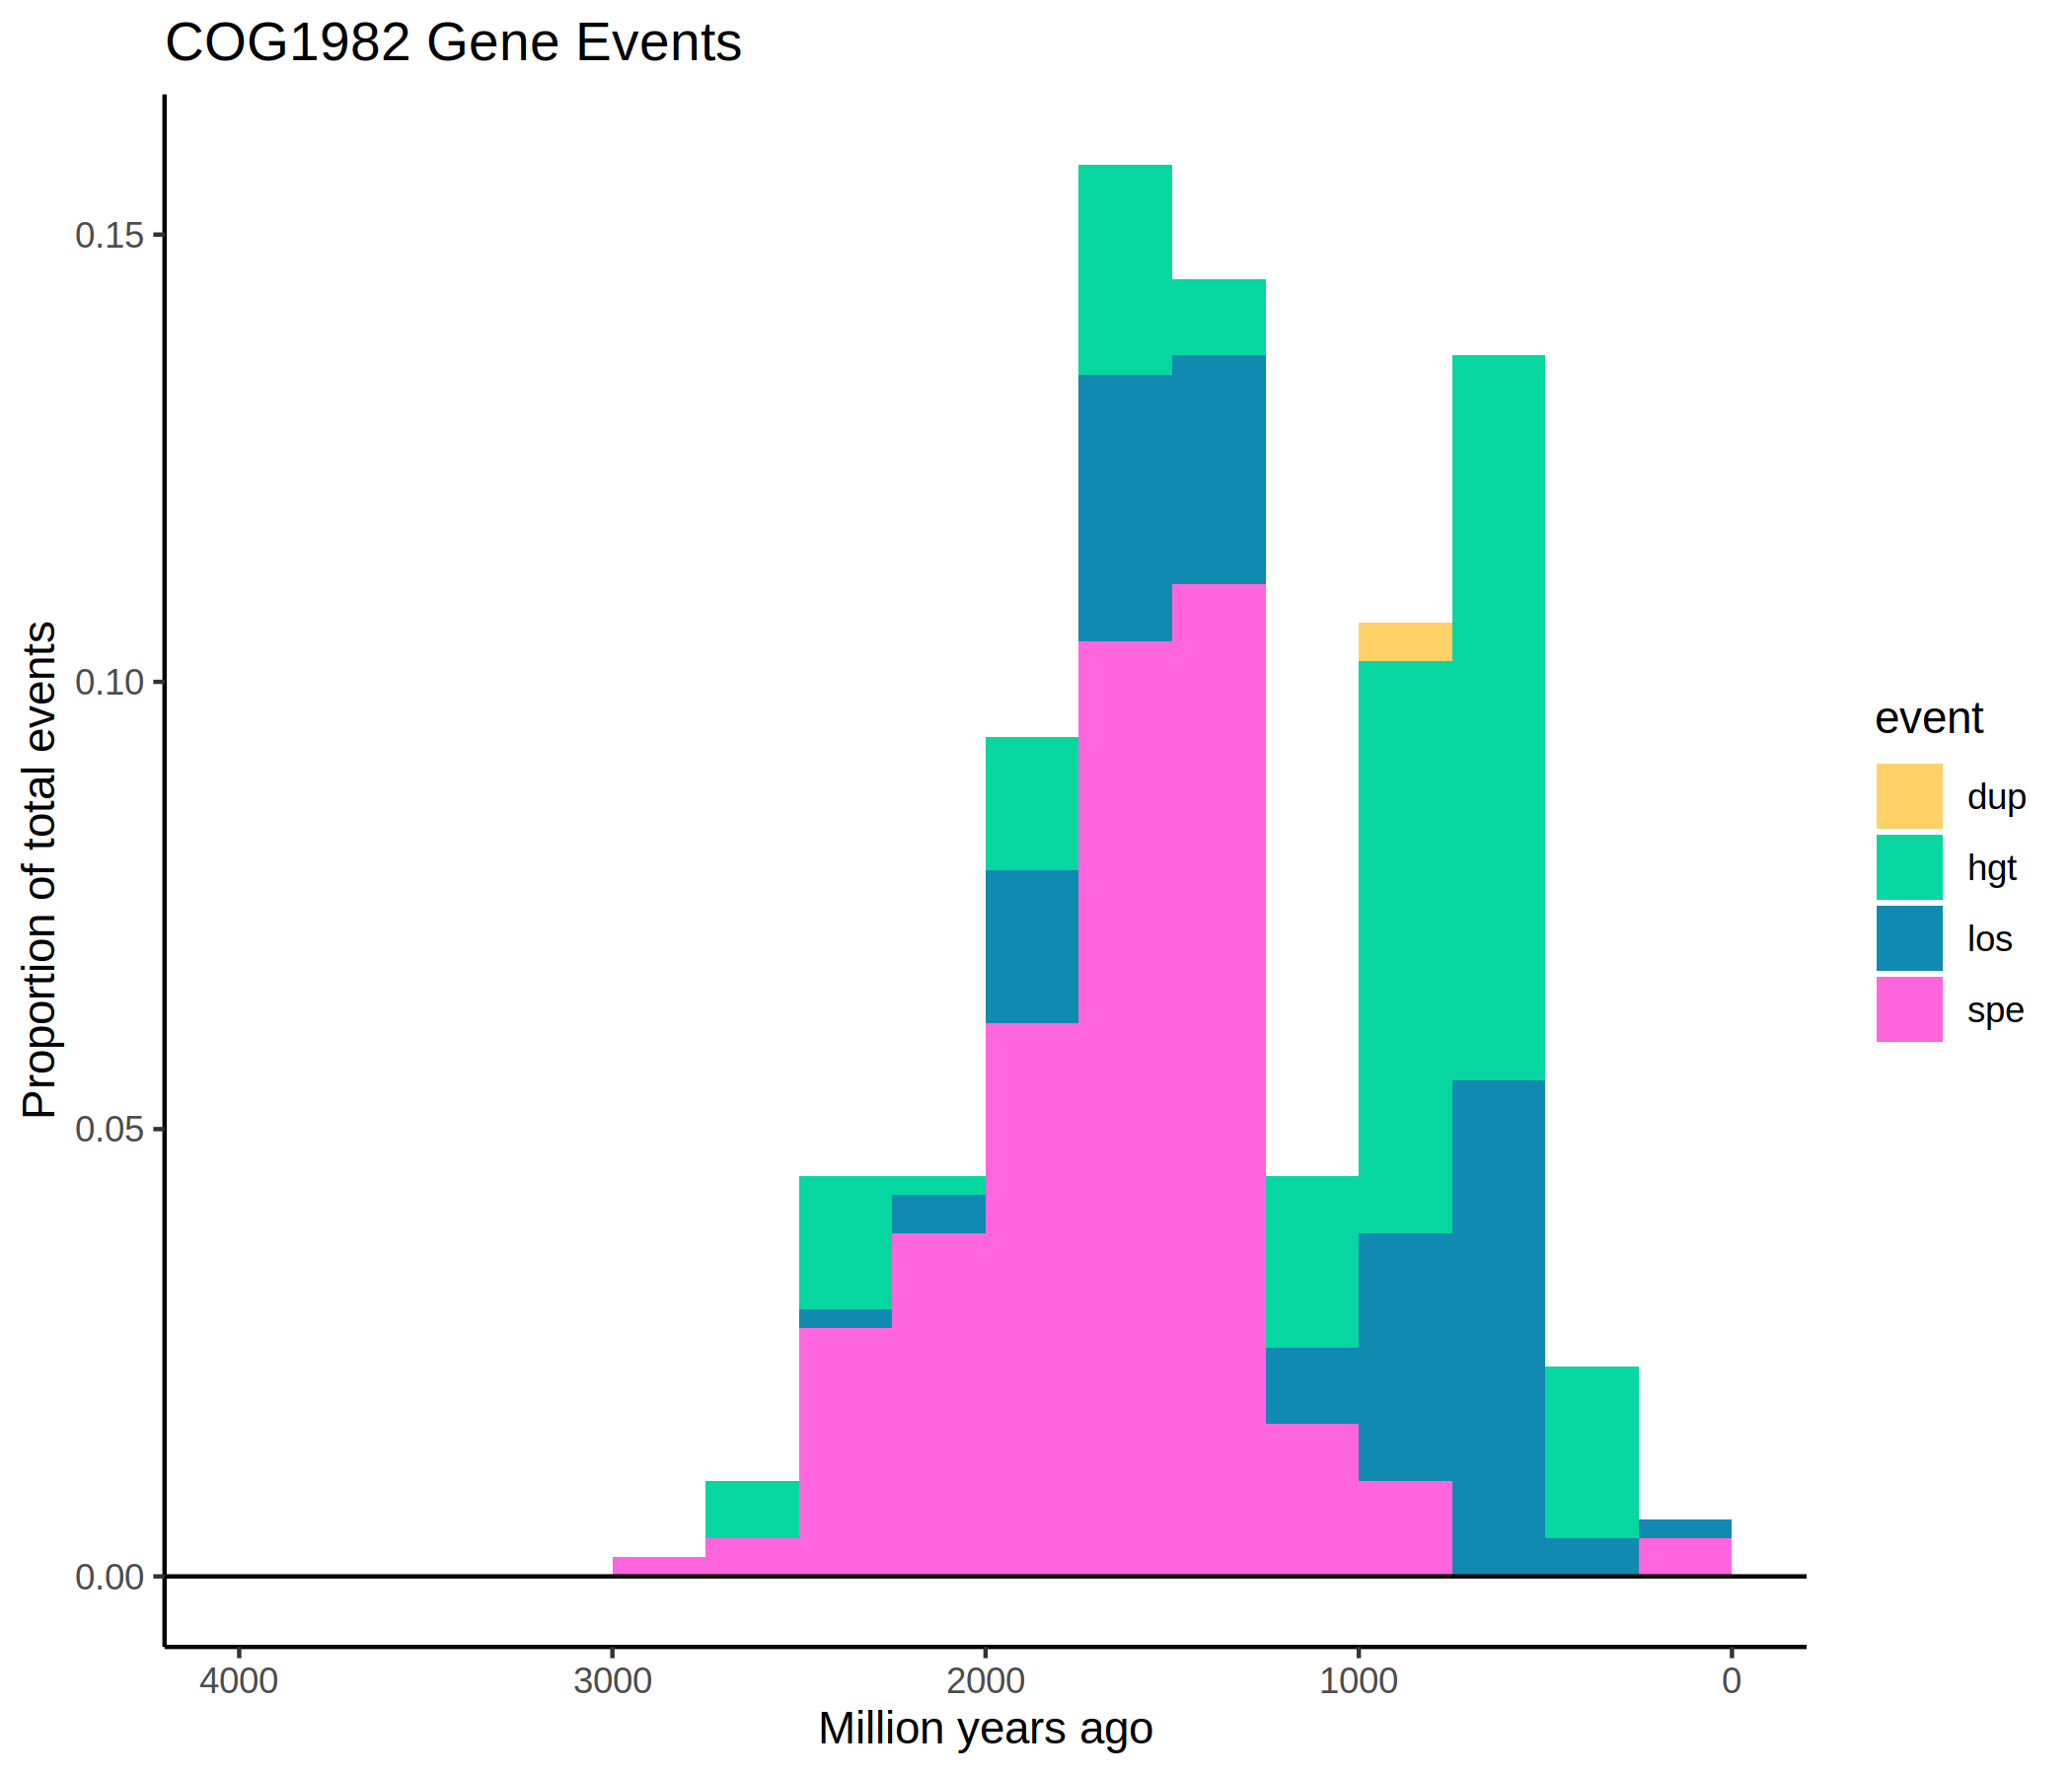 COG1982 Gene Events
Proportion of total events
0.15
0.10
0.05
0.00
4000 3000 2000 1000 0
Million years ago
event
dup
hgt
los
spe